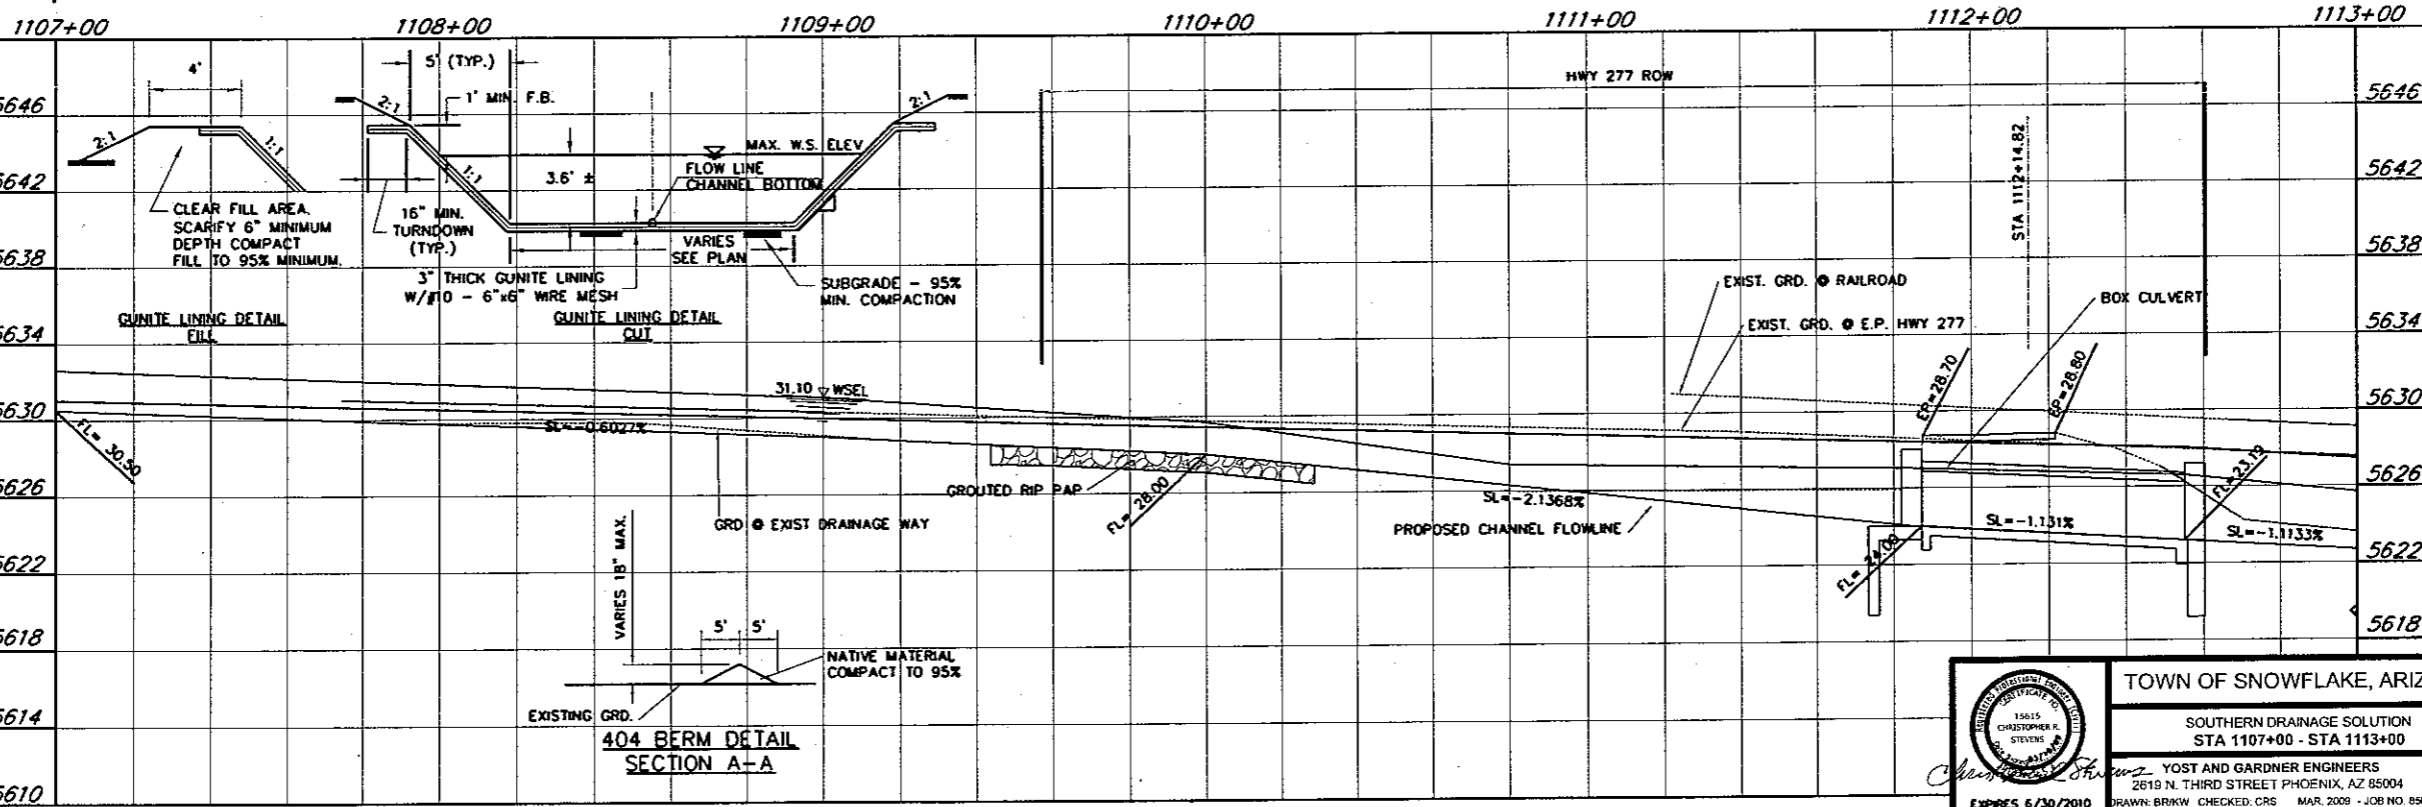 1107+00 1108+00 1109+00 1110+00 1111+00 1112+00 1113+00
5646
5642
5638
5634
5630
5626
5622
5618
5614
5610
4'
2:1
1:1
CLEAR FILL AREA.
SCARIFY 6" MINIMUM
DEPTH COMPACT
FILL TO 95% MINIMUM.
GUNITE LINING DETAIL
FILL
5' (TYP.)
1' MIN. F.B.
2:1
2:1
1:1
MAX. W.S. ELEV
FLOW LINE
CHANNEL BOTTOM
3.6' ±
16" MIN.
TURNDOWN
(TYP.)
VARIES
SEE PLAN
3" THICK GUNITE LINING
W/#10 - 6"x6" WIRE MESH
SUBGRADE - 95%
MIN. COMPACTION
GUNITE LINING DETAIL
CUT
HWY 277 ROW
STA 1112+14.82
EXIST. GRD. @ RAILROAD
EXIST. GRD. @ E.P. HWY 277
BOX CULVERT
EP=28.70
EP=28.80
31.10 WSEL
FL= 30.50
SL=-0.6027%
GRD @ EXIST DRAINAGE WAY
GROUTED RIP RAP
FL= 28.00
SL=-2.1368%
PROPOSED CHANNEL FLOWLINE
FL= 24.00
SL=-1.131%
FL=23.19
SL=-1.1133%
VARIES 18" MAX.
5' 5'
NATIVE MATERIAL
COMPACT TO 95%
EXISTING GRD.
404 BERM DETAIL
SECTION A-A
5646
5642
5638
5634
5630
5626
5622
5618
CERTIFICATE NO.
15615
CHRISTOPHER R.
STEVENS
EXPIRES 6/30/2010
TOWN OF SNOWFLAKE, ARIZ
SOUTHERN DRAINAGE SOLUTION
STA 1107+00 - STA 1113+00
YOST AND GARDNER ENGINEERS
2619 N. THIRD STREET PHOENIX, AZ 85004
DRAWN: BR/KW CHECKED: CRS MAR, 2009 - JOB NO.